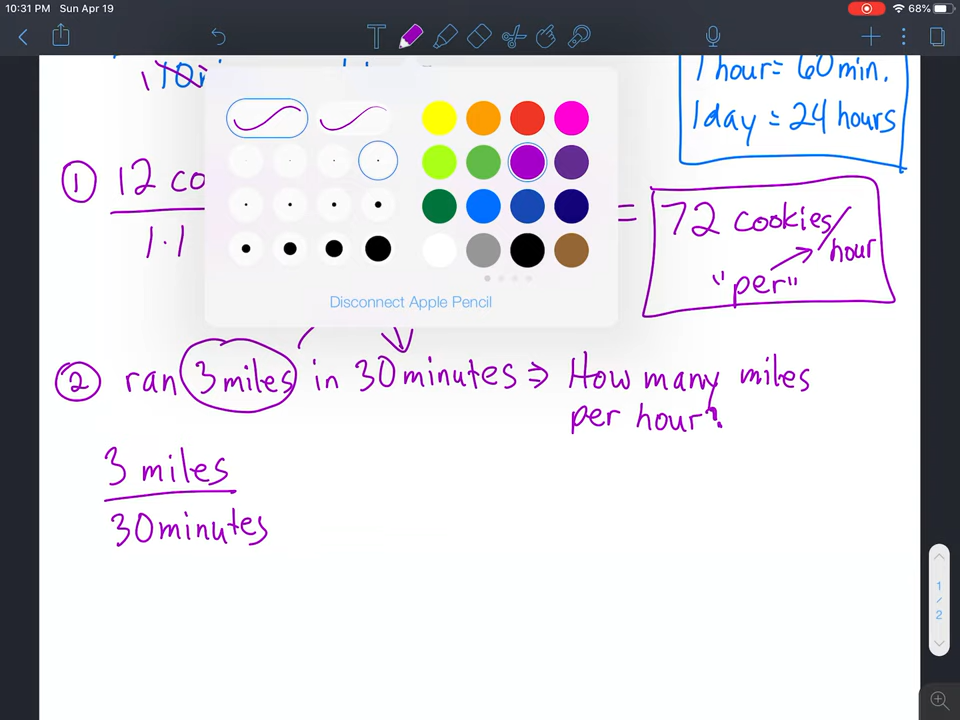 10:31 PM Sun Apr 19
68%
T
1 hour = 60 min.
1 day = 24 hours
Disconnect Apple Pencil
① 12 co
1.1
= 72 cookies/hour
"per"
② ran 3 miles in 30 minutes ⇒ How many miles
per hour?
3 miles
30 minutes
1
/
2